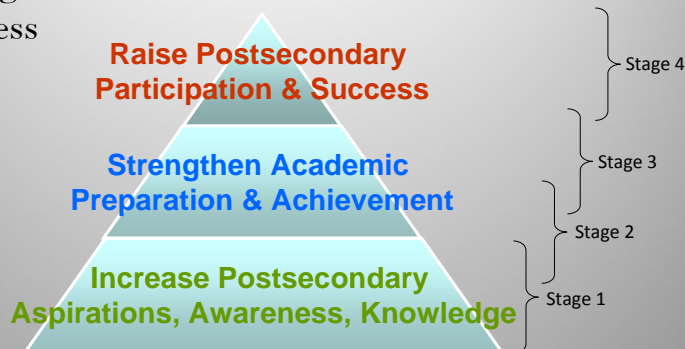 ess
Raise Postsecondary
Participation & Success
Stage 4
Strengthen Academic
Preparation & Achievement
Stage 3
Stage 2
Increase Postsecondary
Aspirations, Awareness, Knowledge
Stage 1